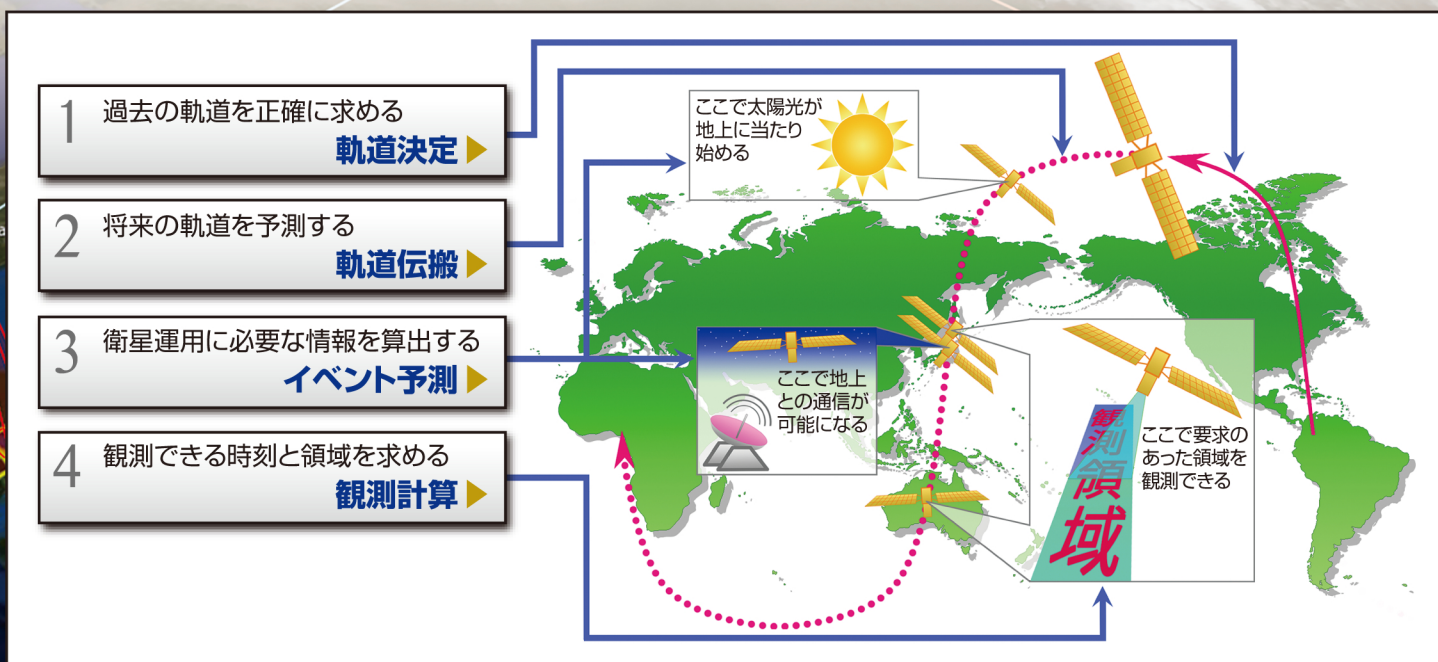 1
過去の軌道を正確に求める
軌道決定
2
将来の軌道を予測する
軌道伝搬
3
衛星運用に必要な情報を算出する
イベント予測
4
観測できる時刻と領域を求める
観測計算
ここで太陽光が
地上に当たり
始める
ここで地上
との通信が
可能になる
観測領域
ここで要求の
あった領域を
観測できる